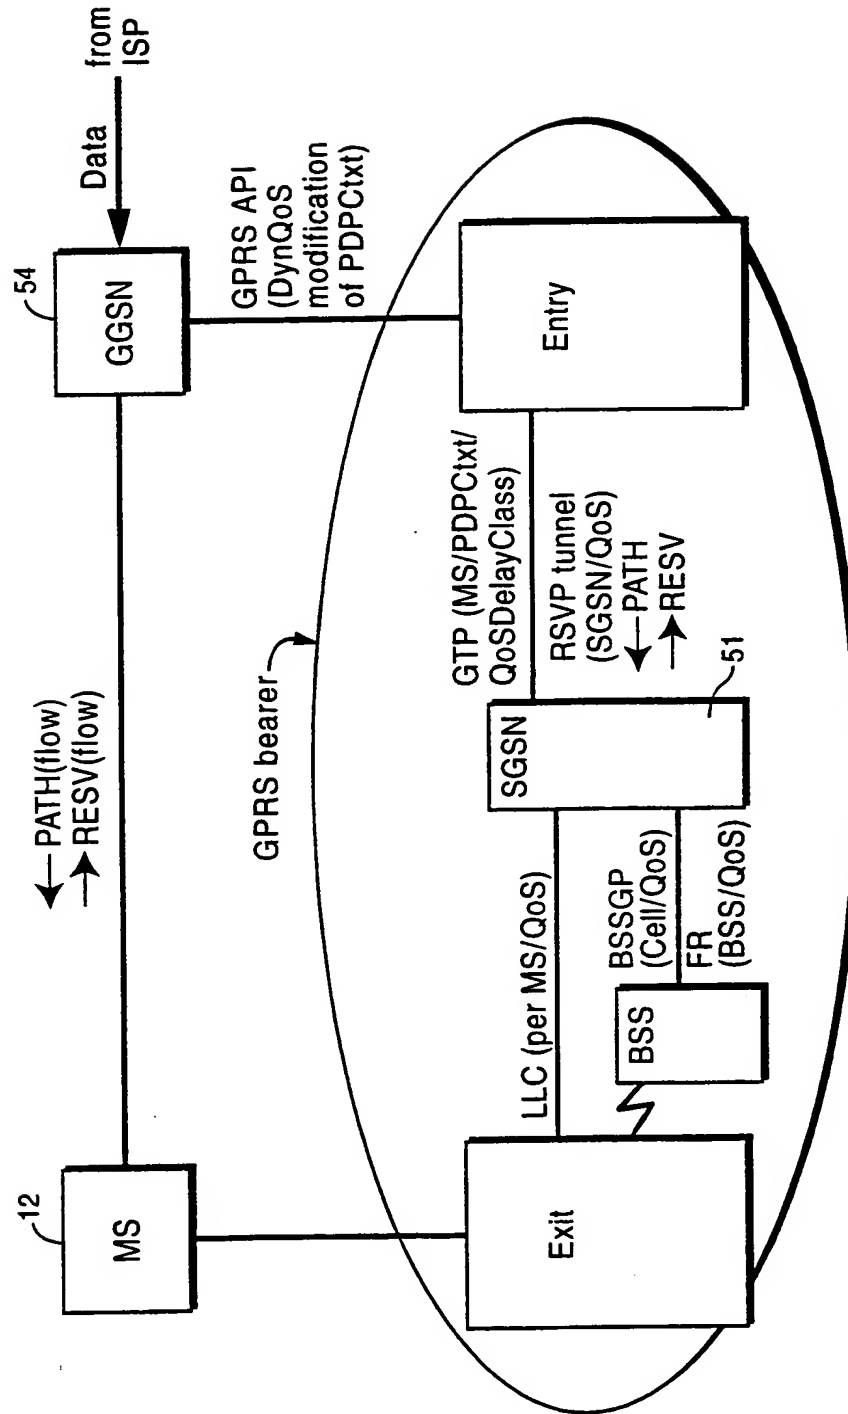 12
MS
PATH(flow)
RESV(flow)
54
GGSN
Data from
ISP
GPRS API
(DynQoS
modification
of PDPCtxt)
GPRS bearer
Exit
LLC (per MS/QoS)
BSS
BSSGP
(Cell/QoS)
FR
(BSS/QoS)
SGSN
51
GTP (MS/PDPCtxt/
QoSDelayClass)
RSVP tunnel
(SGSN/QoS)
PATH
RESV
Entry